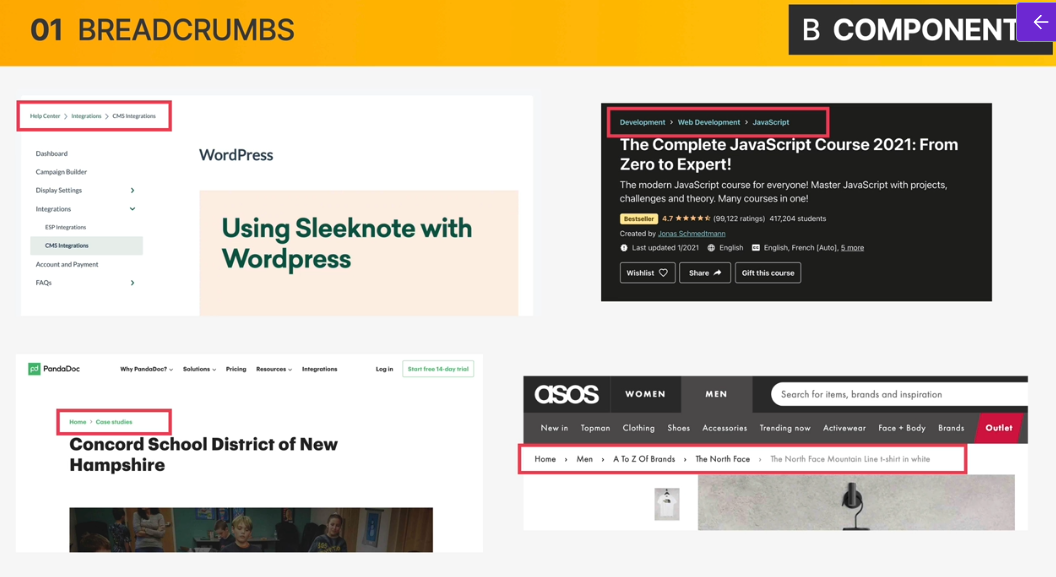 01 BREADCRUMBS
B COMPONENT
Help Center > Integrations > CMS Integrations
Dashboard
Campaign Builder
Display Settings
Integrations
ESP Integrations
CMS Integrations
Account and Payment
FAQs
WordPress
Using Sleeknote with
Wordpress
Development > Web Development > JavaScript
The Complete JavaScript Course 2021: From
Zero to Expert!
The modern JavaScript course for everyone! Master JavaScript with projects,
challenges and theory. Many courses in one!
Bestseller 4.7 (99,122 ratings) 417,204 students
Created by Jonas Schmedtmann
Last updated 1/2021 English English, French [Auto], 5 more
Wishlist Share Gift this course
pd PandaDoc Why PandaDoc? Solutions Pricing Resources Integrations Log in Start free 14-day trial
Home > Case studies
Concord School District of New
Hampshire
asos WOMEN MEN Search for items, brands and inspiration
New in Topman Clothing Shoes Accessories Trending now Activewear Face + Body Brands Outlet
Home > Men > A To Z Of Brands > The North Face > The North Face Mountain Line t-shirt in white